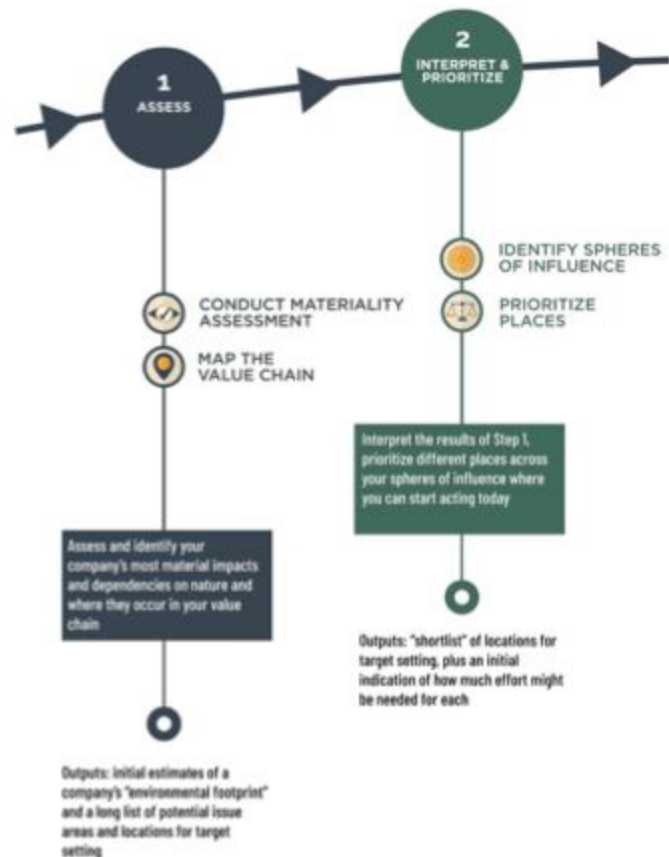 1
ASSESS
2
INTERPRET &
PRIORITIZE
CONDUCT MATERIALITY
ASSESSMENT
MAP THE
VALUE CHAIN
IDENTIFY SPHERES
OF INFLUENCE
PRIORITIZE
PLACES
Assess and identify your
company's most material impacts
and dependencies on nature and
where they occur in your value
chain
Interpret the results of Step 1,
prioritize different places across
your spheres of influence where
you can start acting today
Outputs: initial estimates of a
company's "environmental footprint"
and a long list of potential issue
areas and locations for target
setting
Outputs: "shortlist" of locations for
target setting, plus an initial
indication of how much effort might
be needed for each